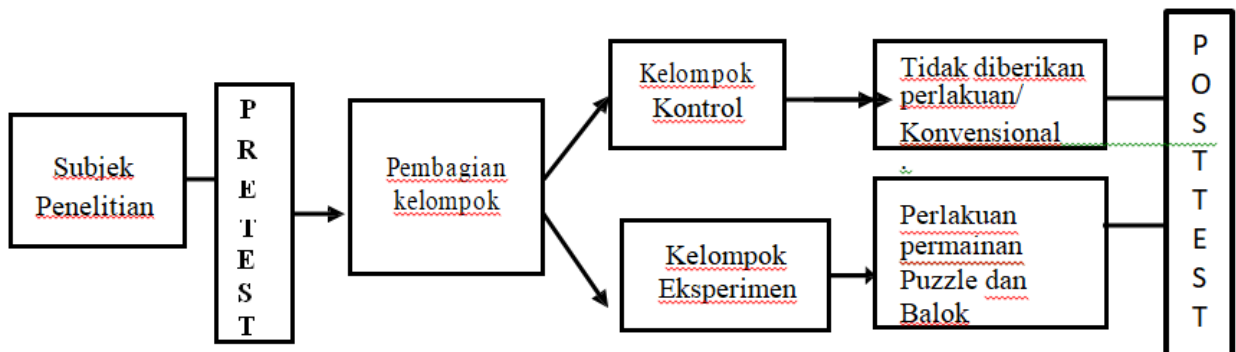 Subjek
Penelitian
P
R
E
T
E
S
T
Pembagian
kelompok
Kelompok
Kontrol
Tidak diberikan
perlakuan/
Konvensional
.
Kelompok
Eksperimen
Perlakuan
permainan
Puzzle dan
Balok
P
O
S
T
T
E
S
T